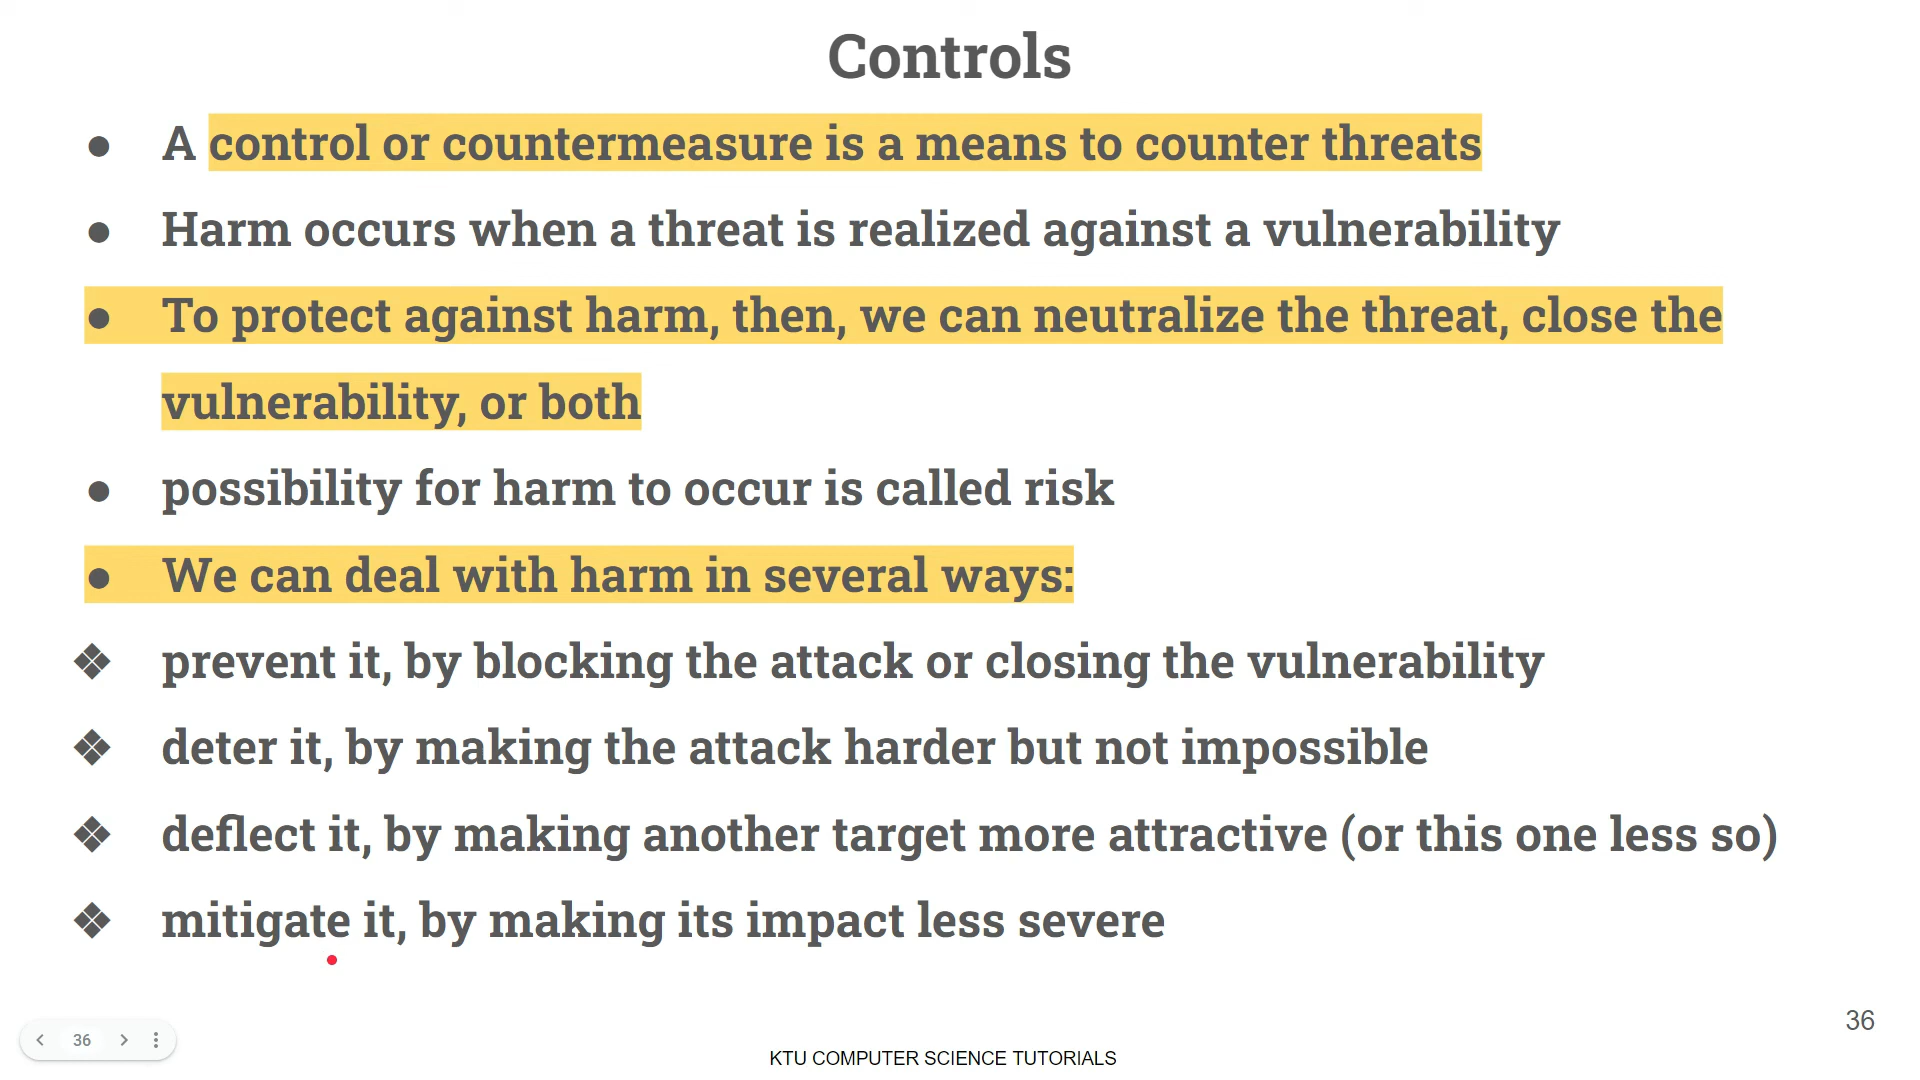 Controls
● A control or countermeasure is a means to counter threats
● Harm occurs when a threat is realized against a vulnerability
● To protect against harm, then, we can neutralize the threat, close the
vulnerability, or both
● possibility for harm to occur is called risk
● We can deal with harm in several ways:
❖ prevent it, by blocking the attack or closing the vulnerability
❖ deter it, by making the attack harder but not impossible
❖ deflect it, by making another target more attractive (or this one less so)
❖ mitigate it, by making its impact less severe
36
36
KTU COMPUTER SCIENCE TUTORIALS